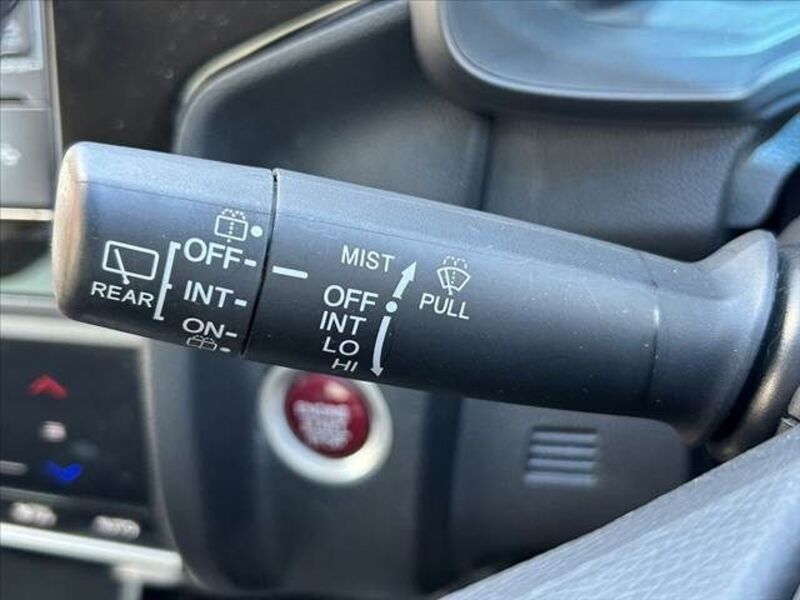 REAR
OFF
INT
ON
MIST
OFF
INT
LO
HI
PULL